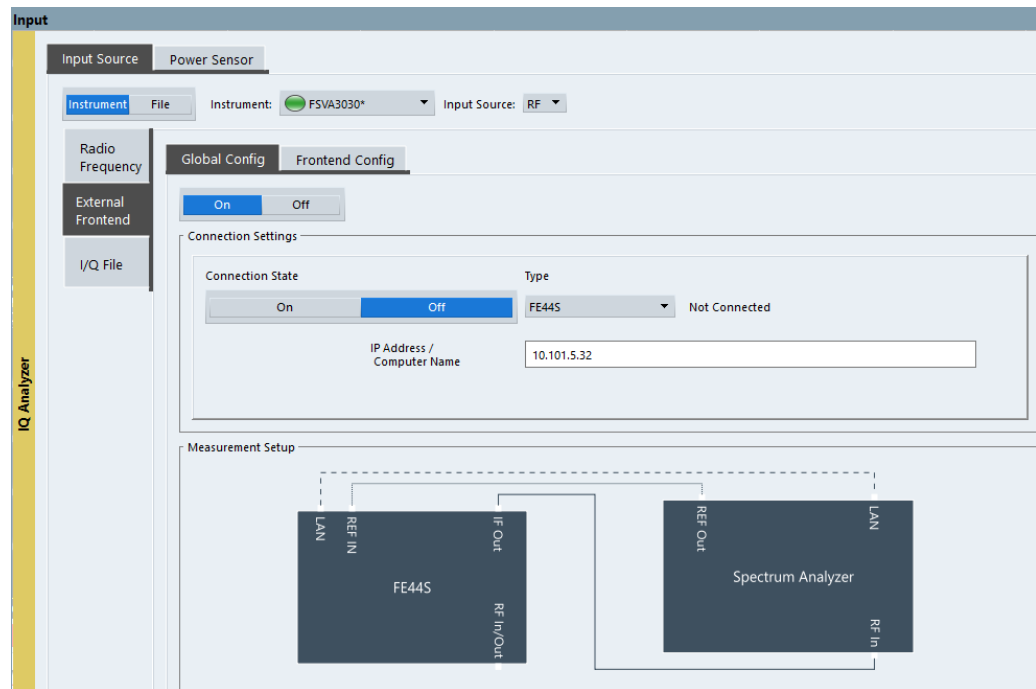 Input
IQ Analyzer
Input Source
Power Sensor
Instrument
File
Instrument:
FSVA3030*
Input Source:
RF
Radio
Frequency
External
Frontend
I/Q File
Global Config
Frontend Config
On
Off
Connection Settings
Connection State
Type
On
Off
FE44S
Not Connected
IP Address /
Computer Name
10.101.5.32
Measurement Setup
LAN
REF IN
IF Out
FE44S
RF In/Out
REF Out
LAN
Spectrum Analyzer
RF In